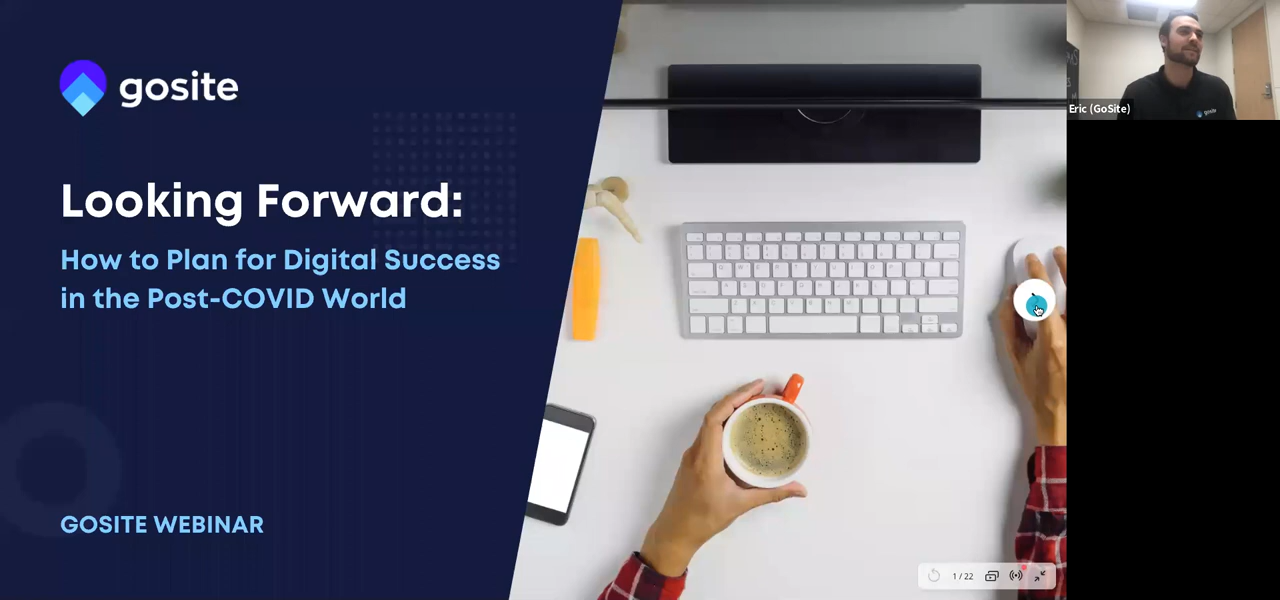 gosite
Looking Forward:
How to Plan for Digital Success
in the Post-COVID World
GOSITE WEBINAR
1 / 22
Eric (GoSite)
gosite